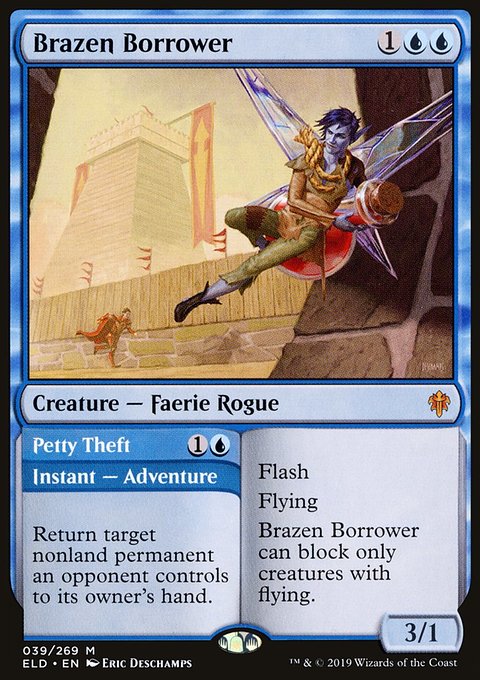 Brazen Borrower 1
Creature — Faerie Rogue
Petty Theft 1
Instant — Adventure
Return target
nonland permanent
an opponent controls
to its owner's hand.
Flash
Flying
Brazen Borrower
can block only
creatures with
flying.
3/1
039/269 M
ELD • EN Eric Deschamps
™ & © 2019 Wizards of the Coast